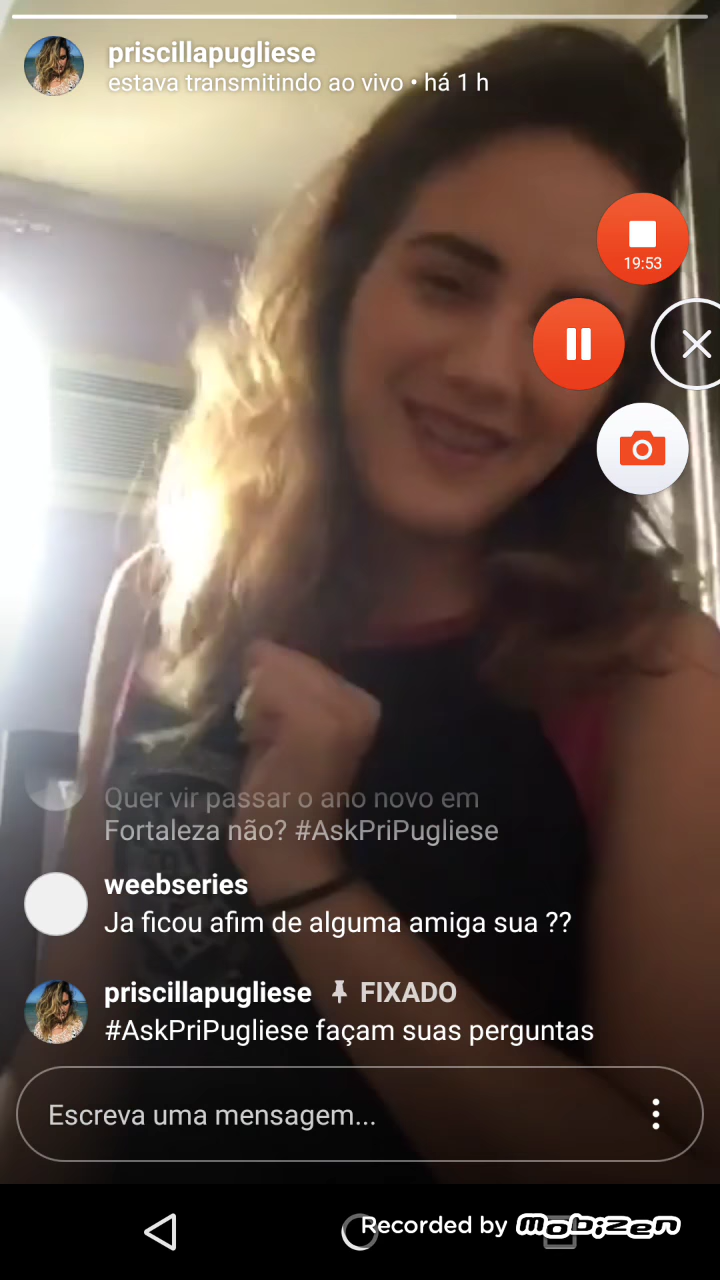 priscillapugliese
estava transmitindo ao vivo • há 1 h
19:53
Quer vir passar o ano novo em
Fortaleza não? #AskPriPugliese
weebseries
Ja ficou afim de alguma amiga sua ??
priscillapugliese FIXADO
#AskPriPugliese façam suas perguntas
Escreva uma mensagem...
Recorded by mobizen